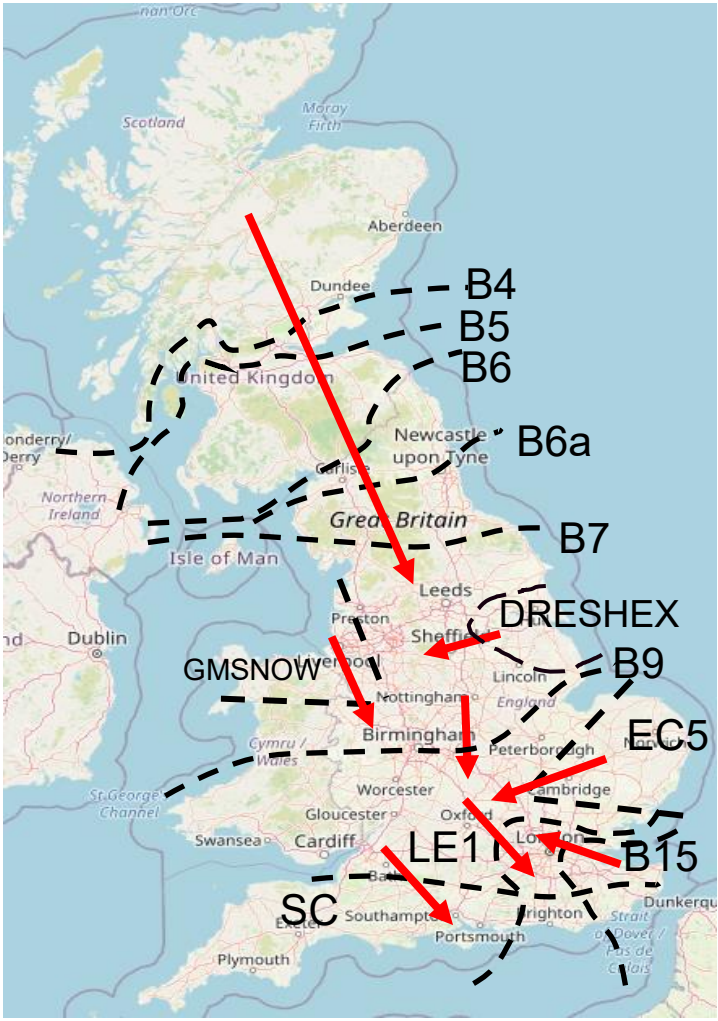 nan Orc
Moray
Firth
Scotland
Aberdeen
Dundee
B4
B5
United Kingdom
B6
onderry/
Derry
Newcastle
upon Tyne
B6a
Carlisle
Northern
Ireland
Great Britain
B7
Isle of Man
Leeds
Preston
DRESHEX
Dublin
Sheffield
nd
GMSNOW
Liverpool
Lincoln
B9
Nottingham
England
EC5
Birmingham
Cymru /
Wales
Peterborough
Norwich
St George's
Channel
Worcester
Cambridge
Gloucester
Oxford
Swansea
Cardiff
LE1
London
B15
Bath
SC
Exeter
Southampton
Brighton
Dunkerqu
Portsmouth
Strait
of Dover /
Pas de
Calais
Plymouth